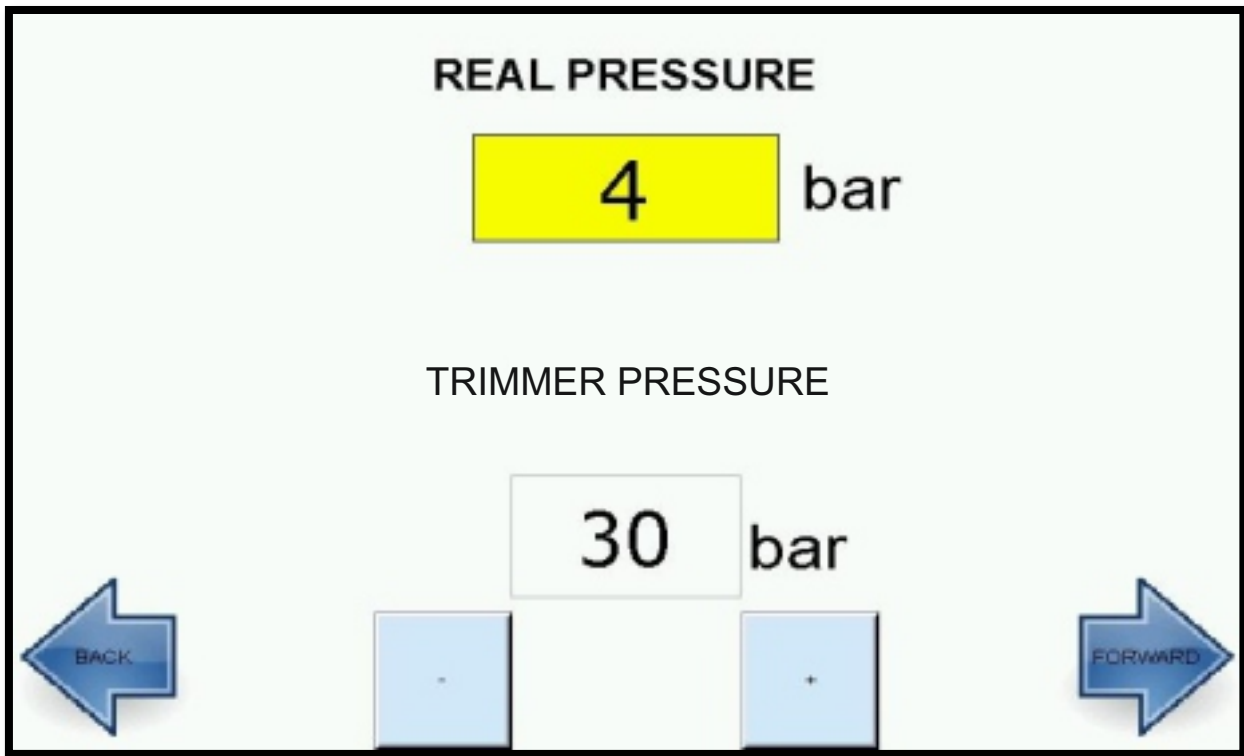 REAL PRESSURE
4 bar
TRIMMER PRESSURE
30 bar
BACK - + FORWARD